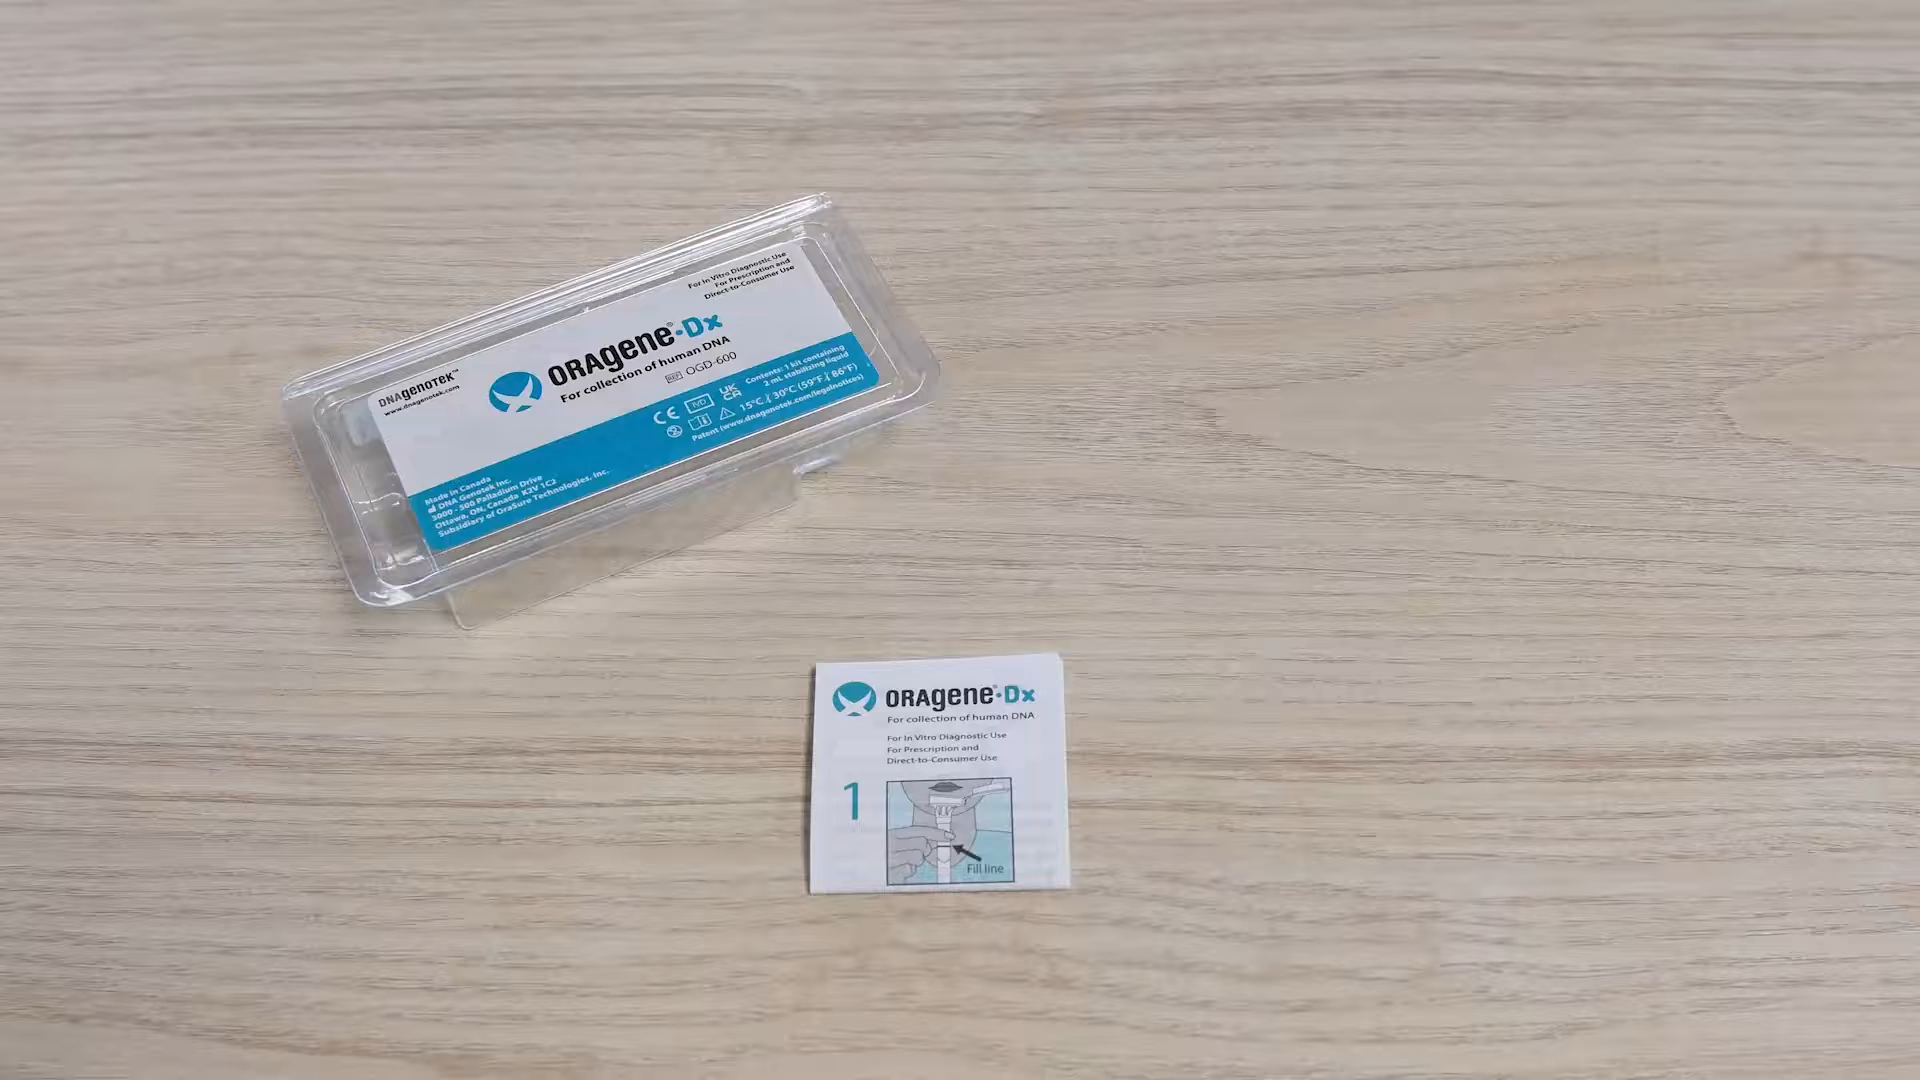 DNAgenoTeK™
www.dnagenotek.com
ORAgene®•Dx
For collection of human DNA
REF OGD-600
For In Vitro Diagnostic Use
For Prescription and
Direct-to-Consumer Use
Made in Canada
DNA Genotek Inc.
3000 - 500 Palladium Drive
Ottawa, ON, Canada K2V 1C2
Subsidiary of OraSure Technologies, Inc.
CE IVD UK CA
Contents: 1 kit containing
2 mL stabilizing liquid
15°C 30°C (59°F 86°F)
Patent (www.dnagenotek.com/legalnotices)
ORAgene®•Dx
For collection of human DNA
For In Vitro Diagnostic Use
For Prescription and
Direct-to-Consumer Use
1
Fill line